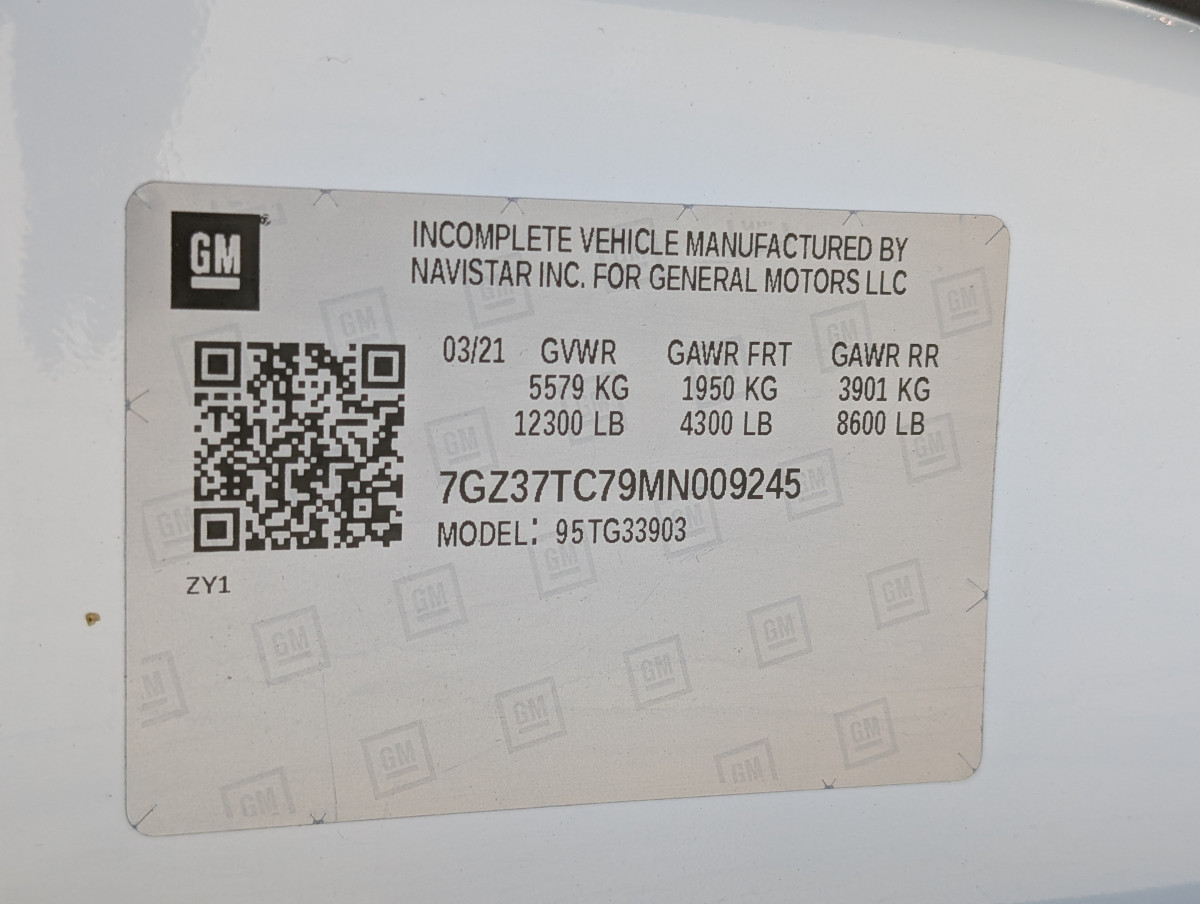 GM
INCOMPLETE VEHICLE MANUFACTURED BY
NAVISTAR INC. FOR GENERAL MOTORS LLC
03/21 GVWR GAWR FRT GAWR RR
5579 KG 1950 KG 3901 KG
12300 LB 4300 LB 8600 LB
7GZ37TC79MN009245
MODEL: 95TG33903
ZY1